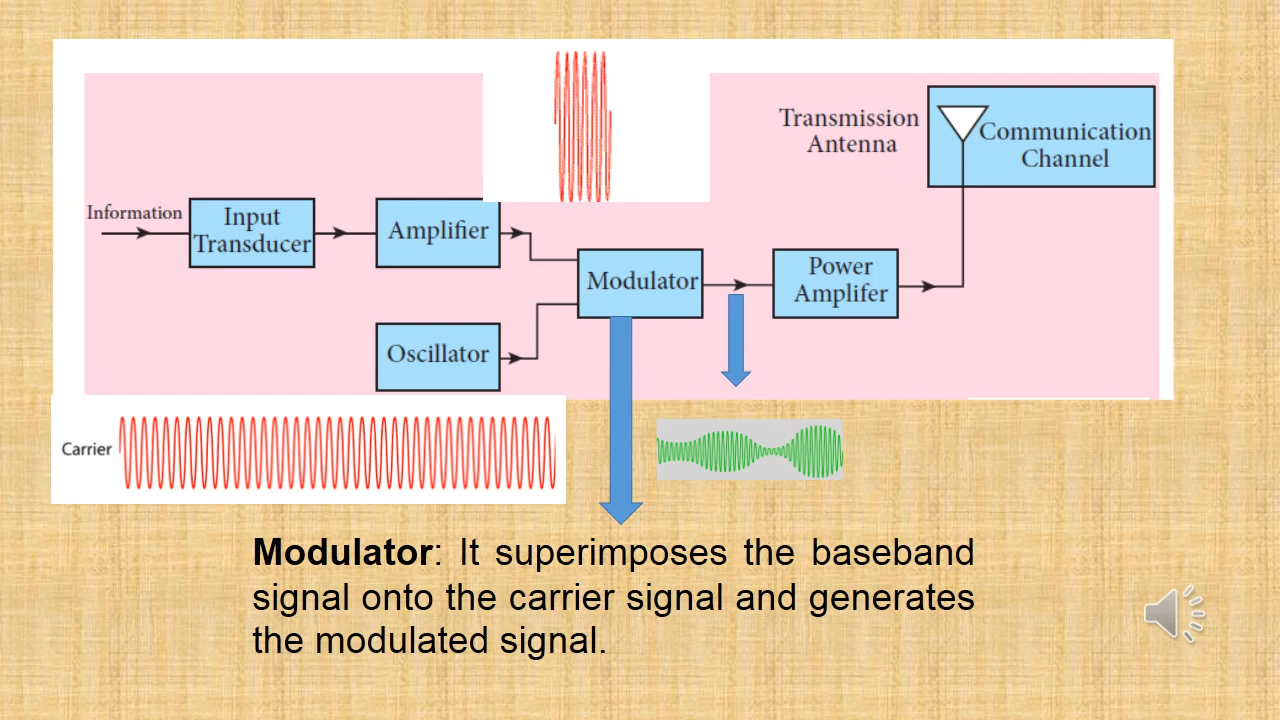 Transmission
Antenna
Communication
Channel
Information
Input
Transducer
Amplifier
Modulator
Power
Amplifer
Oscillator
Carrier
Modulator: It superimposes the baseband
signal onto the carrier signal and generates
the modulated signal.